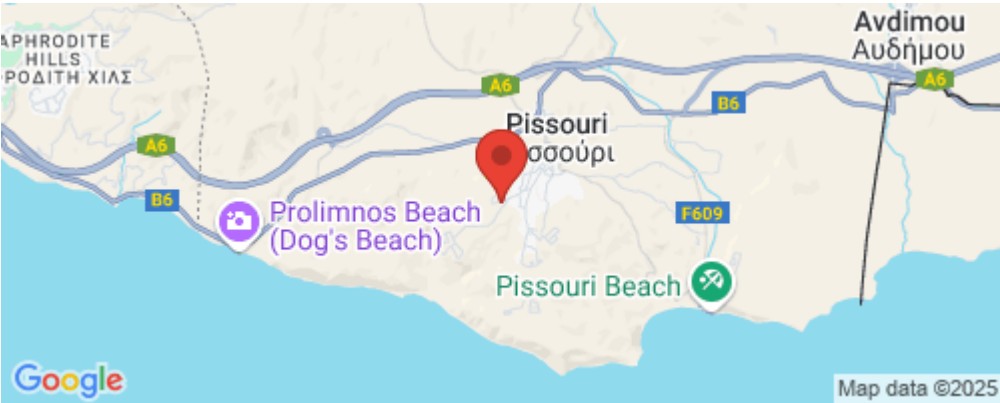 APHRODITE
HILLS
ΡΟΔΙΤΗ ΧΙΛΣ
Avdimou
Αυδήμου
A6
A6
B6
A6
Pissouri
σσούρι
B6
Prolimnos Beach
(Dog's Beach)
F609
Pissouri Beach
Google
Map data ©2025